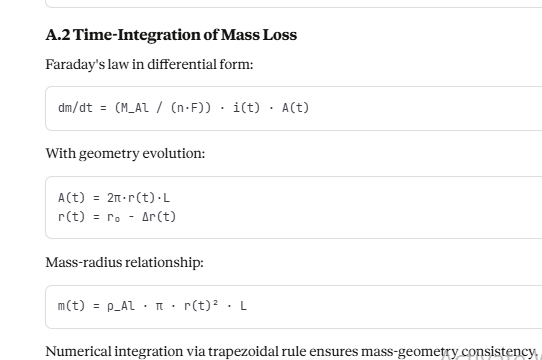 A.2 Time-Integration of Mass Loss
Faraday's law in differential form:
dm/dt = (M_Al / (n·F)) · i(t) · A(t)
With geometry evolution:
A(t) = 2π·r(t)·L
r(t) = r₀ - Δr(t)
Mass-radius relationship:
m(t) = ρ_Al · π · r(t)² · L
Numerical integration via trapezoidal rule ensures mass-geometry consistency.